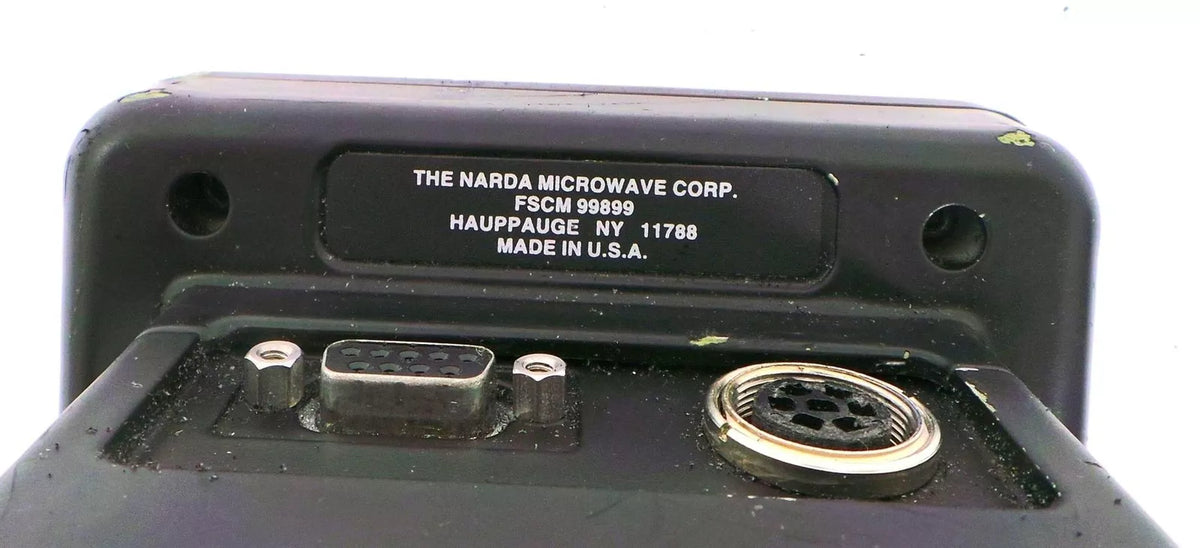 THE NARDA MICROWAVE CORP.
FSCM 99899
HAUPPAUGE NY 11788
MADE IN U.S.A.